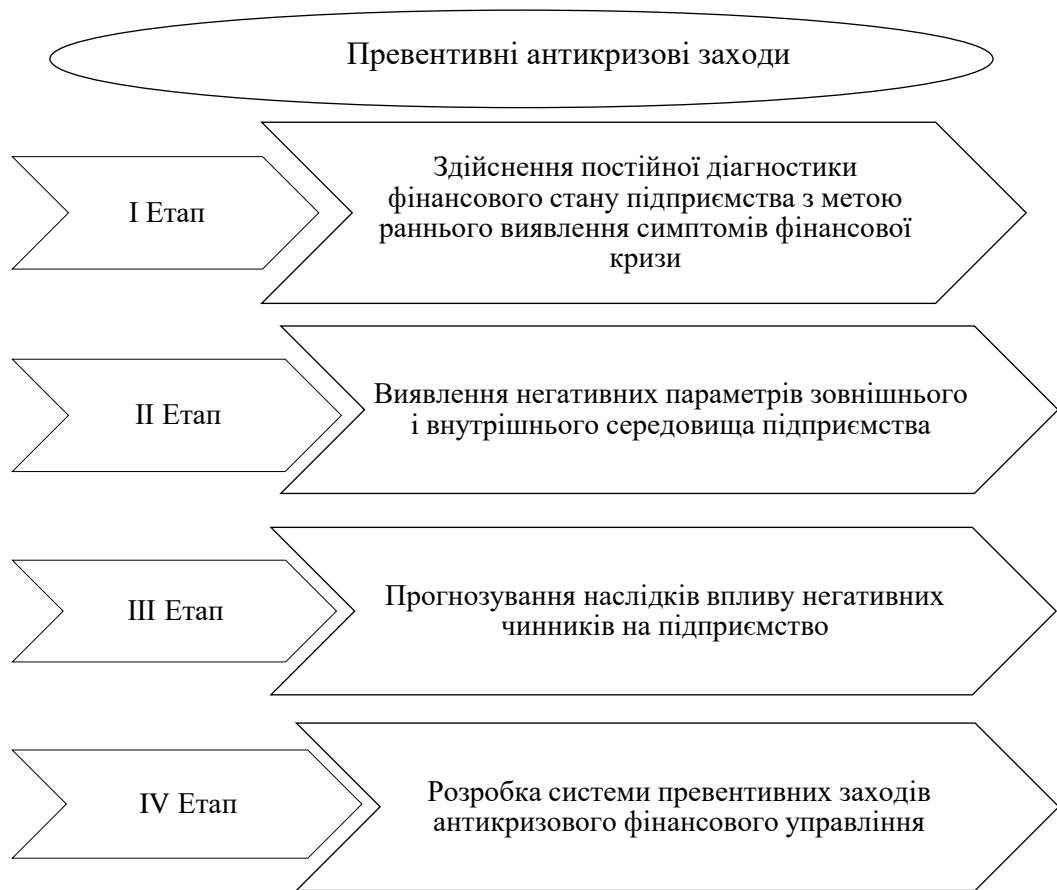 Превентивні антикризові заходи
І Етап
Здійснення постійної діагностики
фінансового стану підприємства з метою
раннього виявлення симптомів фінансової
кризи
ІІ Етап
Виявлення негативних параметрів зовнішнього
і внутрішнього середовища підприємства
ІІІ Етап
Прогнозування наслідків впливу негативних
чинників на підприємство
IV Етап
Розробка системи превентивних заходів
антикризового фінансового управління